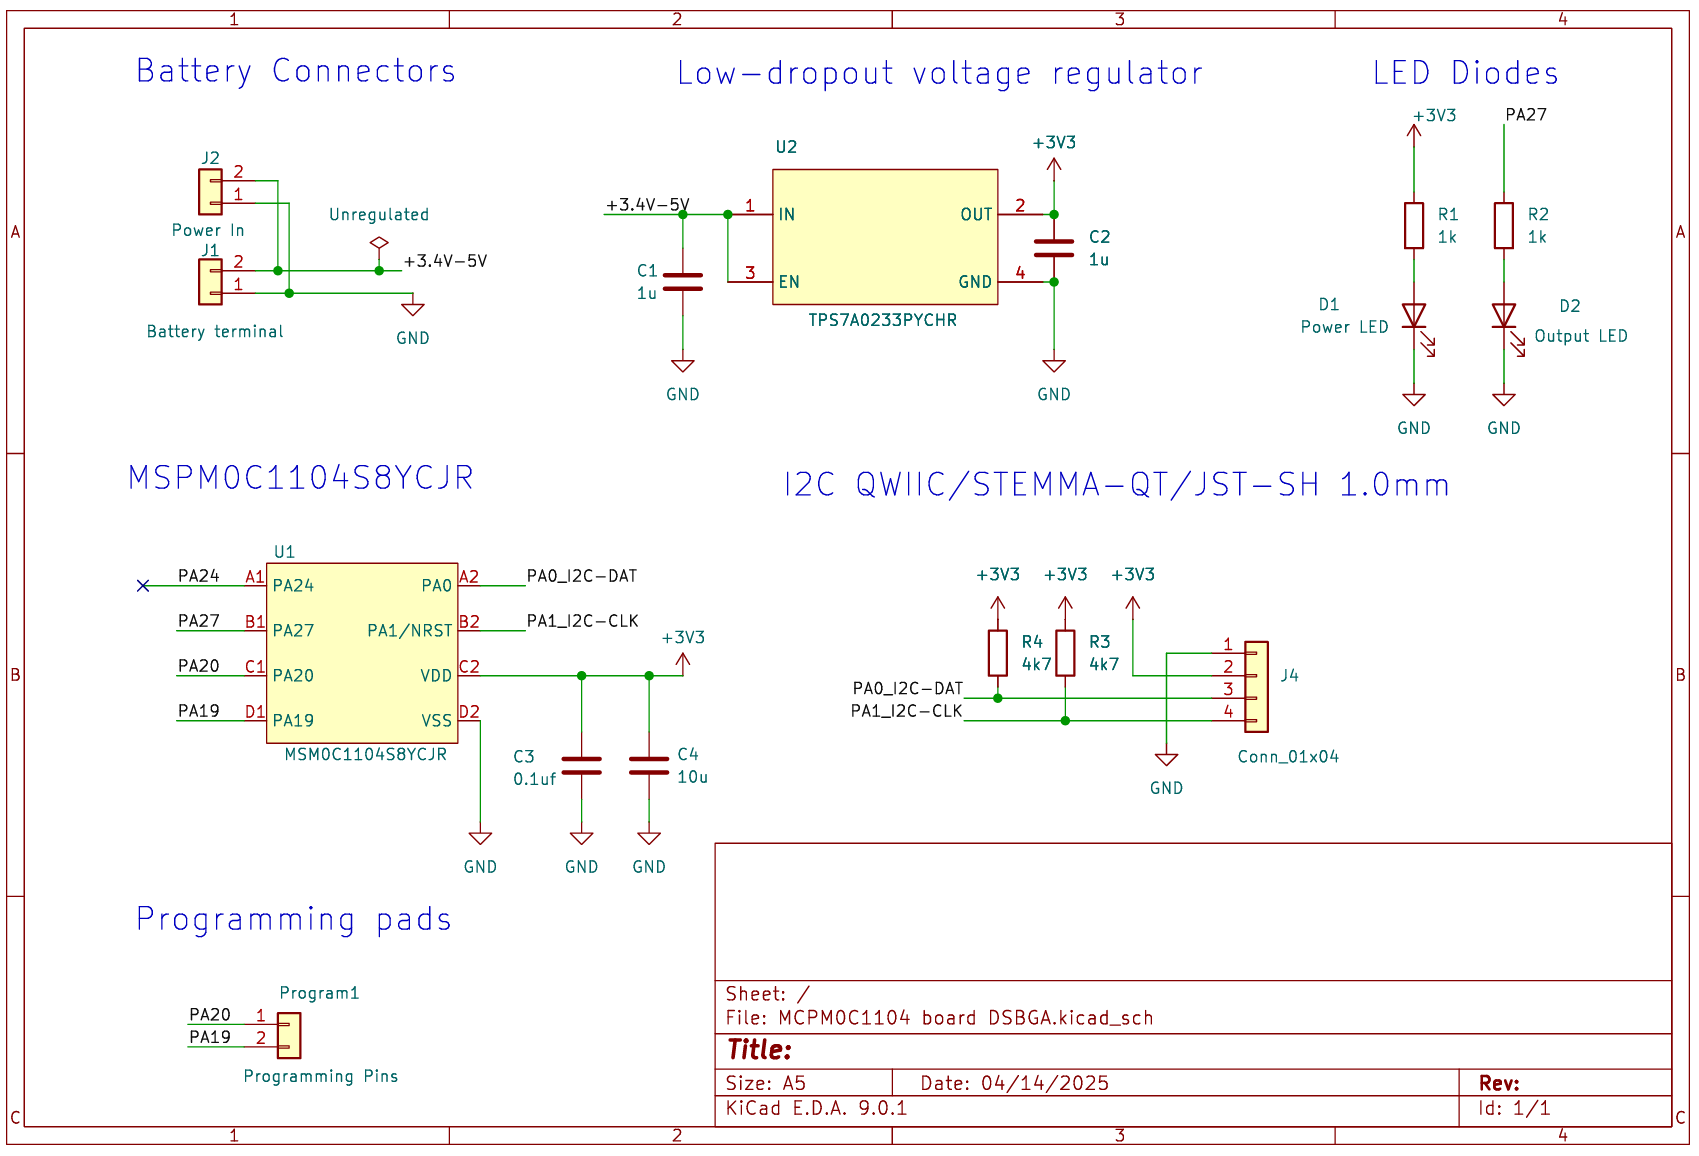 1 2 3 4
Battery Connectors
Low-dropout voltage regulator
LED Diodes
A
A
J2
2
1
Power In
J1
2
1
Battery terminal
Unregulated
+3.4V-5V
GND
U2
+3.4V-5V
1 IN
3 EN
OUT 2
GND 4
TPS7A0233PYCHR
C1
1u
GND
+3V3
C2
1u
GND
+3V3
R1
1k
D1
Power LED
GND
PA27
R2
1k
D2
Output LED
GND
MSPM0C1104S8YCJR
I2C QWIIC/STEMMA-QT/JST-SH 1.0mm
B
B
U1
PA24 A1 PA24
PA27 B1 PA27
PA20 C1 PA20
PA19 D1 PA19
PA0 A2 PA0_I2C-DAT
PA1/NRST B2 PA1_I2C-CLK
VDD C2
VSS D2
MSM0C1104S8YCJR
+3V3
C3
0.1uf
C4
10u
GND GND GND
+3V3 +3V3 +3V3
R4
4k7
R3
4k7
PA0_I2C-DAT
PA1_I2C-CLK
1
2
3
4
J4
Conn_01x04
GND
Programming pads
Program1
PA20 1
PA19 2
Programming Pins
Sheet: /
File: MCPM0C1104 board DSBGA.kicad_sch
Title:
Size: A5 Date: 04/14/2025 Rev:
KiCad E.D.A. 9.0.1 Id: 1/1
C
C
1 2 3 4